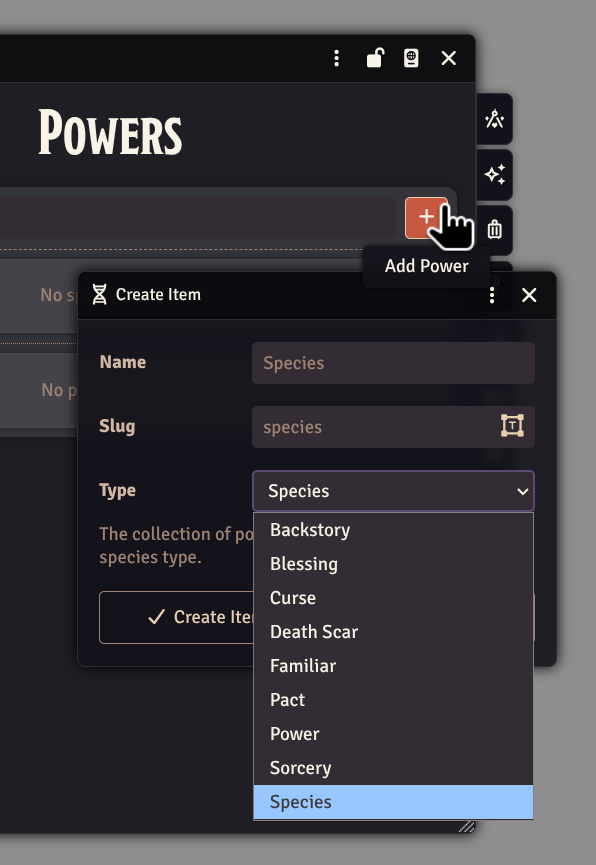 Powers
+
Add Power
No s
No p
Create Item
Name
Species
Slug
species
T
Type
Species
The collection of po
species type.
Create Iter
Backstory
Blessing
Curse
Death Scar
Familiar
Pact
Power
Sorcery
Species